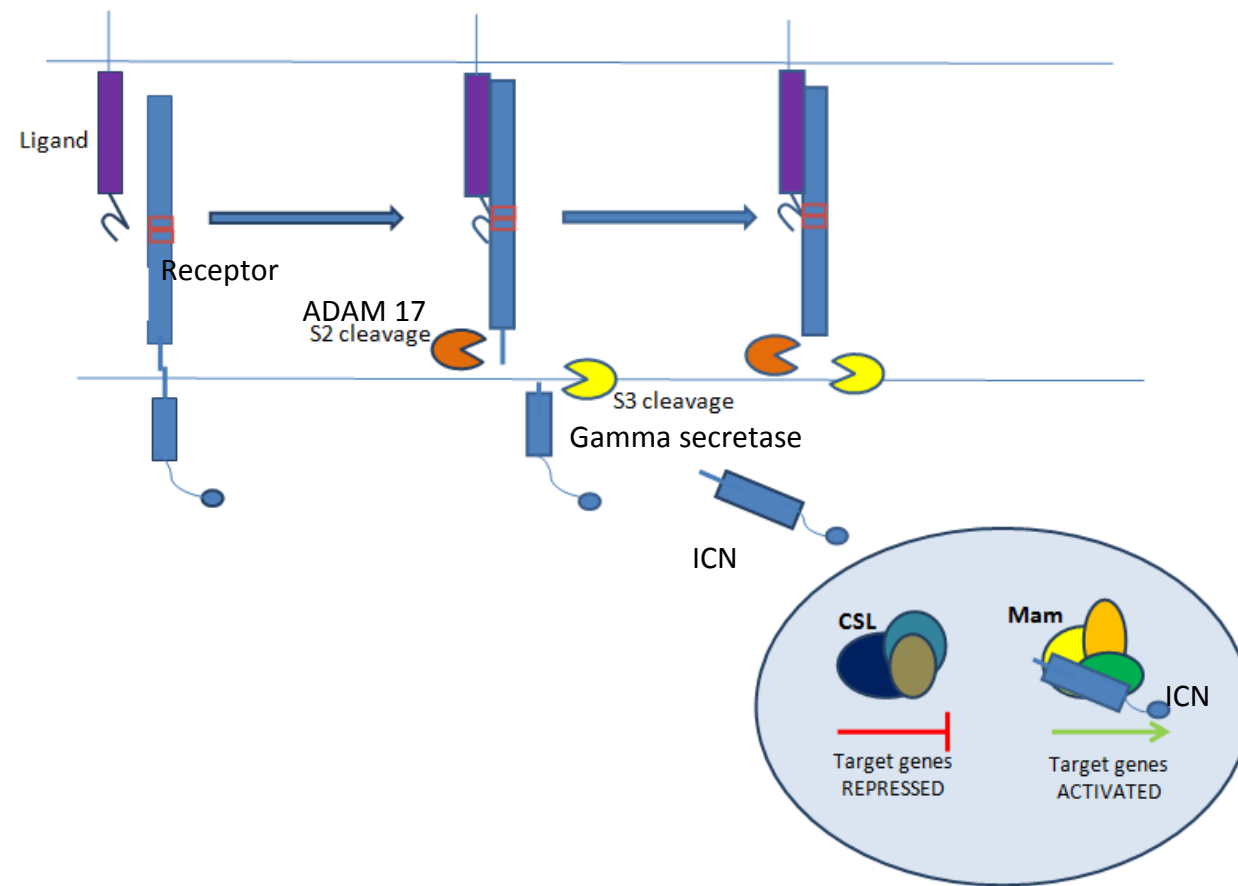 Ligand
Receptor
ADAM 17
S2 cleavage
S3 cleavage
Gamma secretase
ICN
CSL
Mam
ICN
Target genes
REPRESSED
Target genes
ACTIVATED